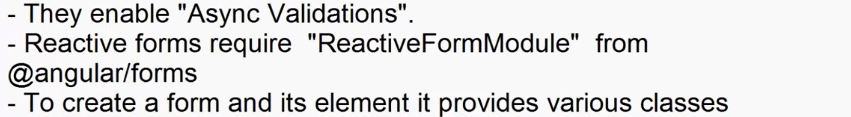 - They enable "Async Validations".
- Reactive forms require  "ReactiveFormModule"  from
@angular/forms
- To create a form and its element it provides various classes